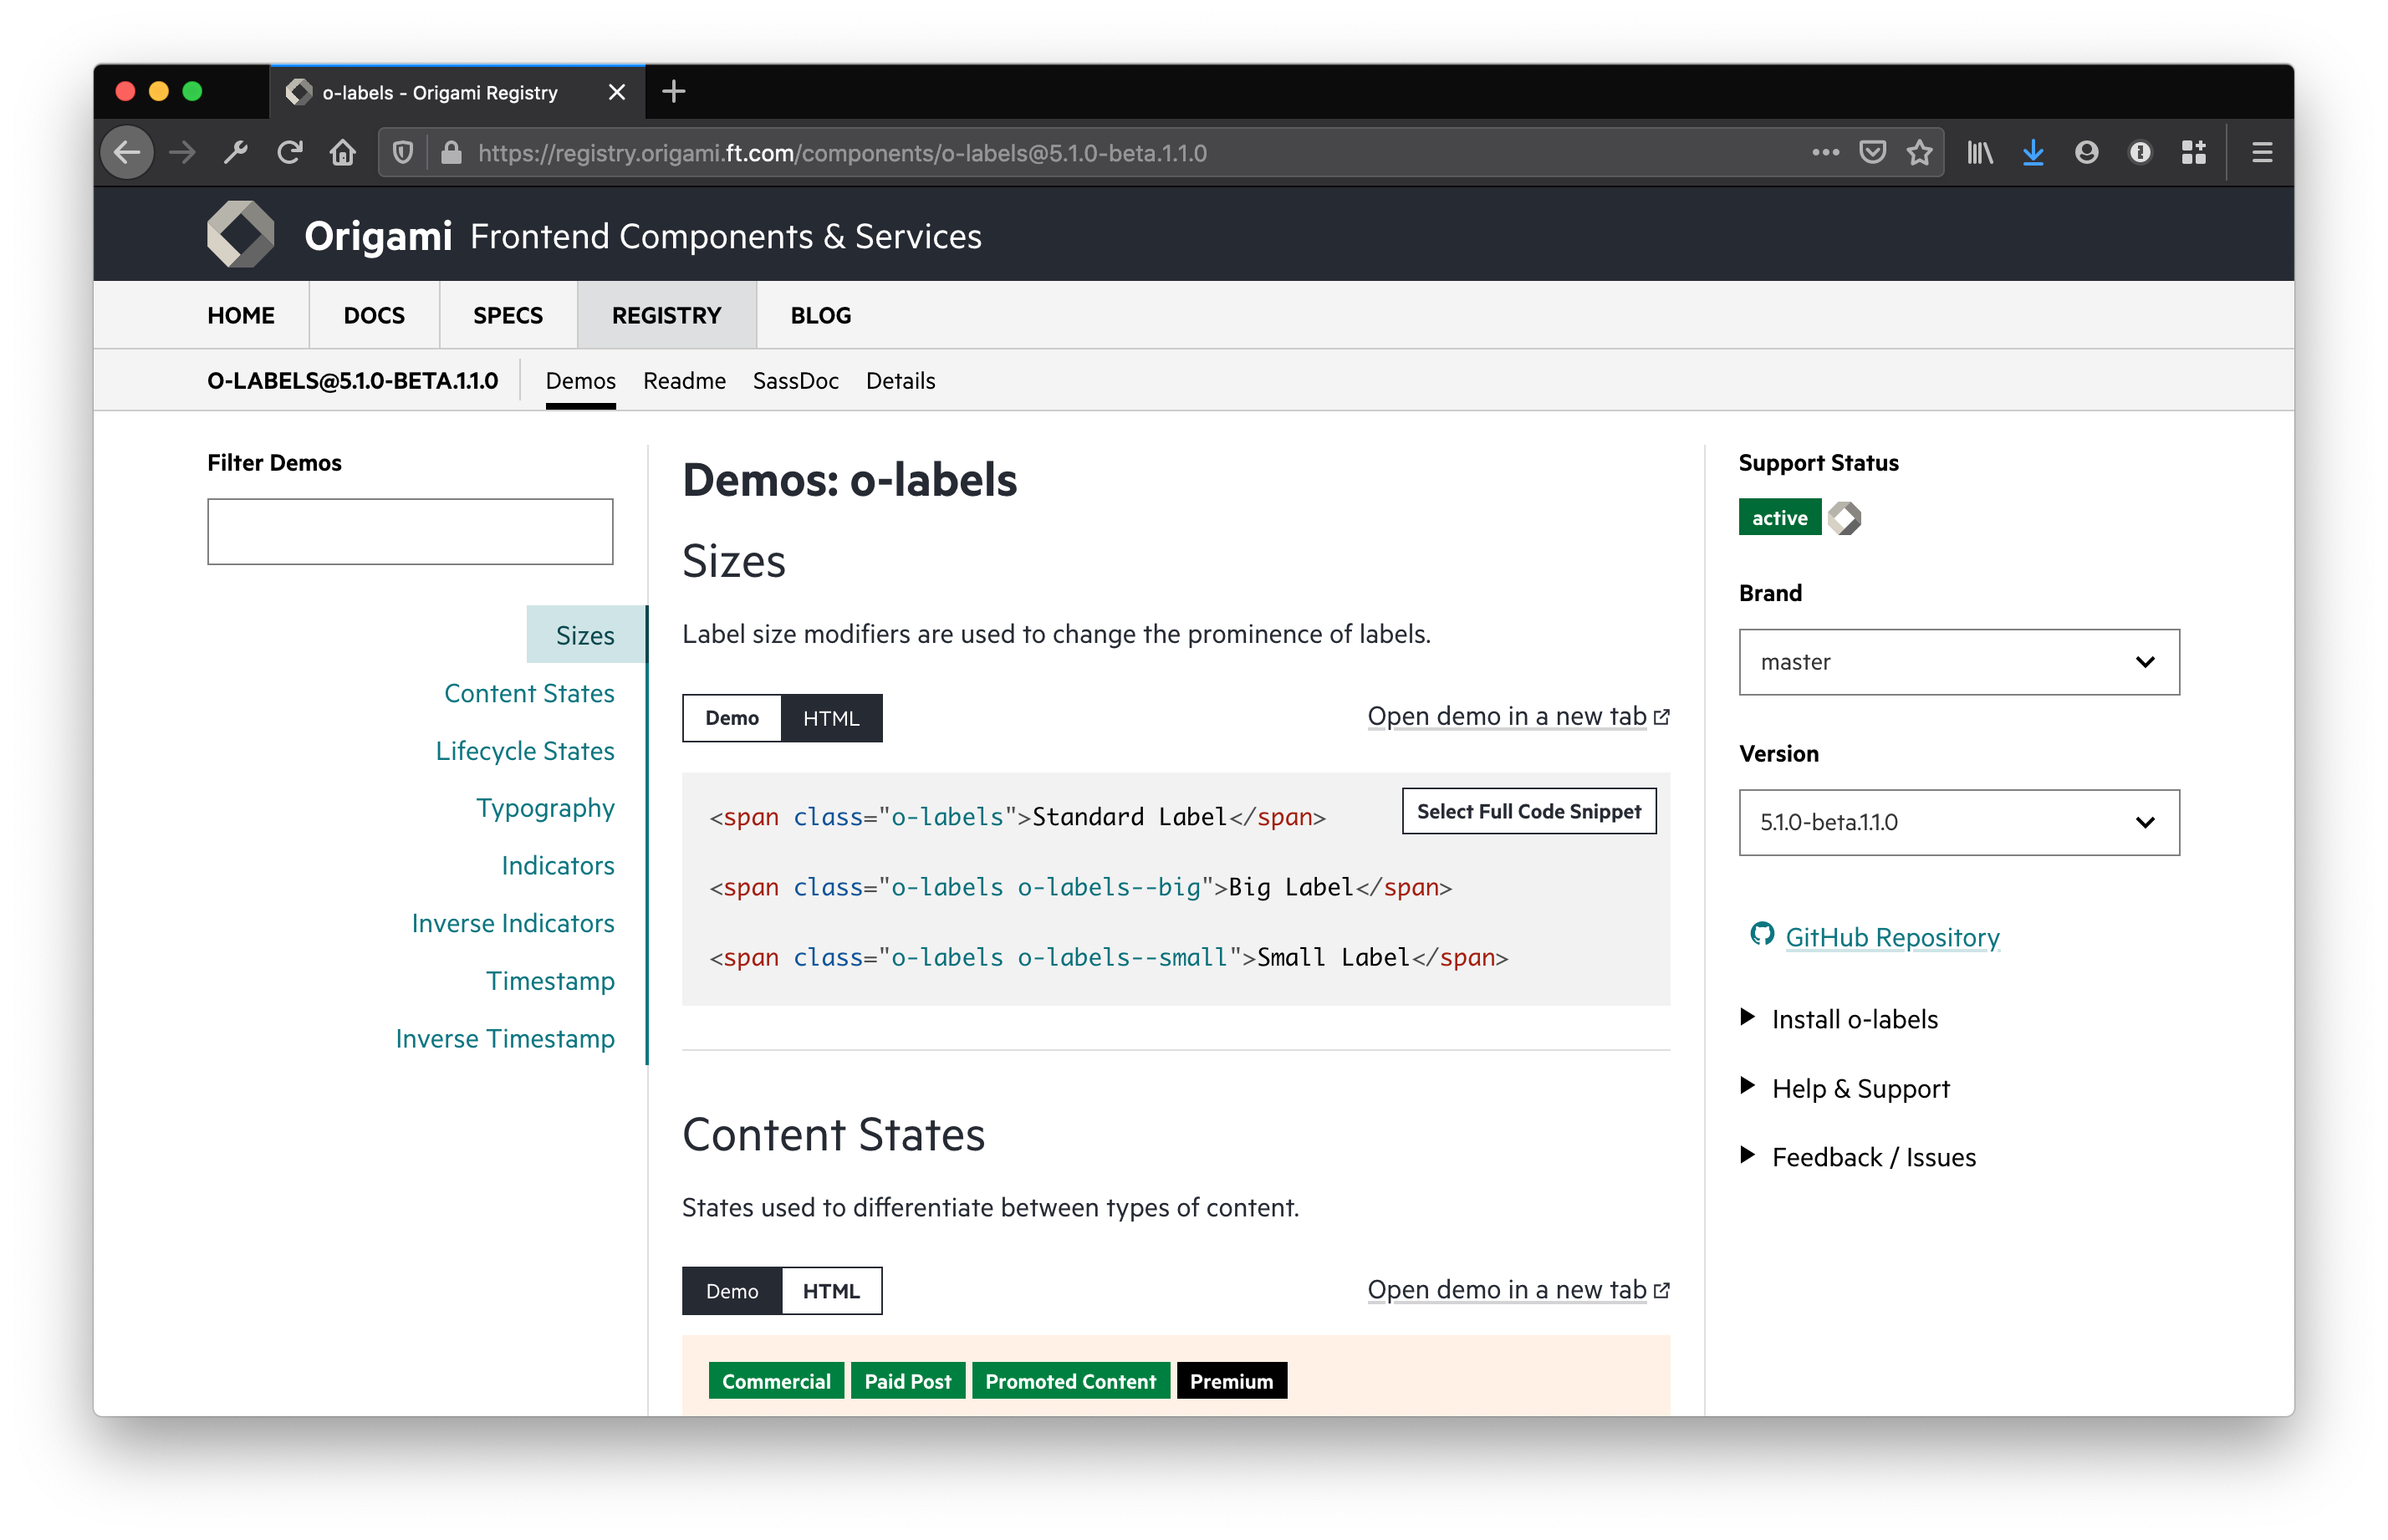 o-labels - Origami Registry
https://registry.origami.ft.com/components/o-labels@5.1.0-beta.1.1.0
Origami Frontend Components & Services
HOME DOCS SPECS REGISTRY BLOG
O-LABELS@5.1.0-BETA.1.1.0 Demos Readme SassDoc Details
Filter Demos
Sizes
Content States
Lifecycle States
Typography
Indicators
Inverse Indicators
Timestamp
Inverse Timestamp
Demos: o-labels
Sizes
Label size modifiers are used to change the prominence of labels.
Demo HTML Open demo in a new tab
Select Full Code Snippet
<span class="o-labels">Standard Label</span>
<span class="o-labels o-labels--big">Big Label</span>
<span class="o-labels o-labels--small">Small Label</span>
Content States
States used to differentiate between types of content.
Demo HTML Open demo in a new tab
Commercial Paid Post Promoted Content Premium
Support Status
active
Brand
master
Version
5.1.0-beta.1.1.0
GitHub Repository
Install o-labels
Help & Support
Feedback / Issues